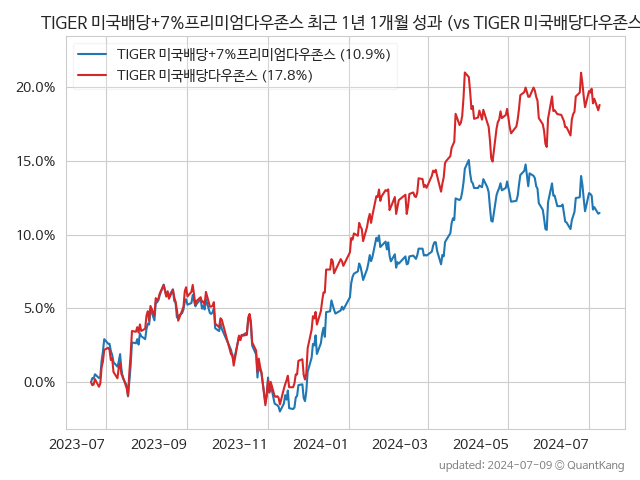 TIGER 미국배당+7%프리미엄다우존스 최근 1년 1개월 성과 (vs TIGER 미국배당다우존스
TIGER 미국배당+7%프리미엄다우존스 (10.9%)
TIGER 미국배당다우존스 (17.8%)
20.0%
15.0%
10.0%
5.0%
0.0%
2023-07 2023-09 2023-11 2024-01 2024-03 2024-05 2024-07
updated: 2024-07-09 © QuantKang